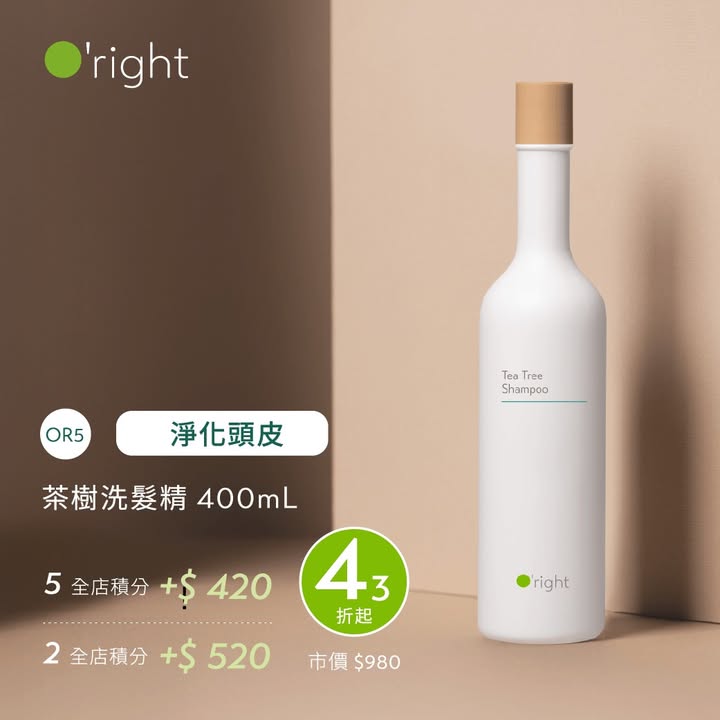 O'right
OR5
淨化頭皮
茶樹洗髮精 400mL
5 全店積分 +$ 420
2 全店積分 +$ 520
43
折起
市價 $980
Tea Tree
Shampoo
O'right